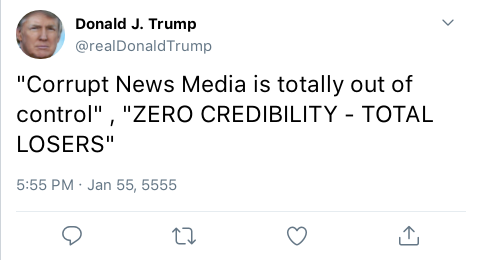 Donald J. Trump
@realDonaldTrump
"Corrupt News Media is totally out of
control" , "ZERO CREDIBILITY - TOTAL
LOSERS"
5:55 PM · Jan 55, 5555